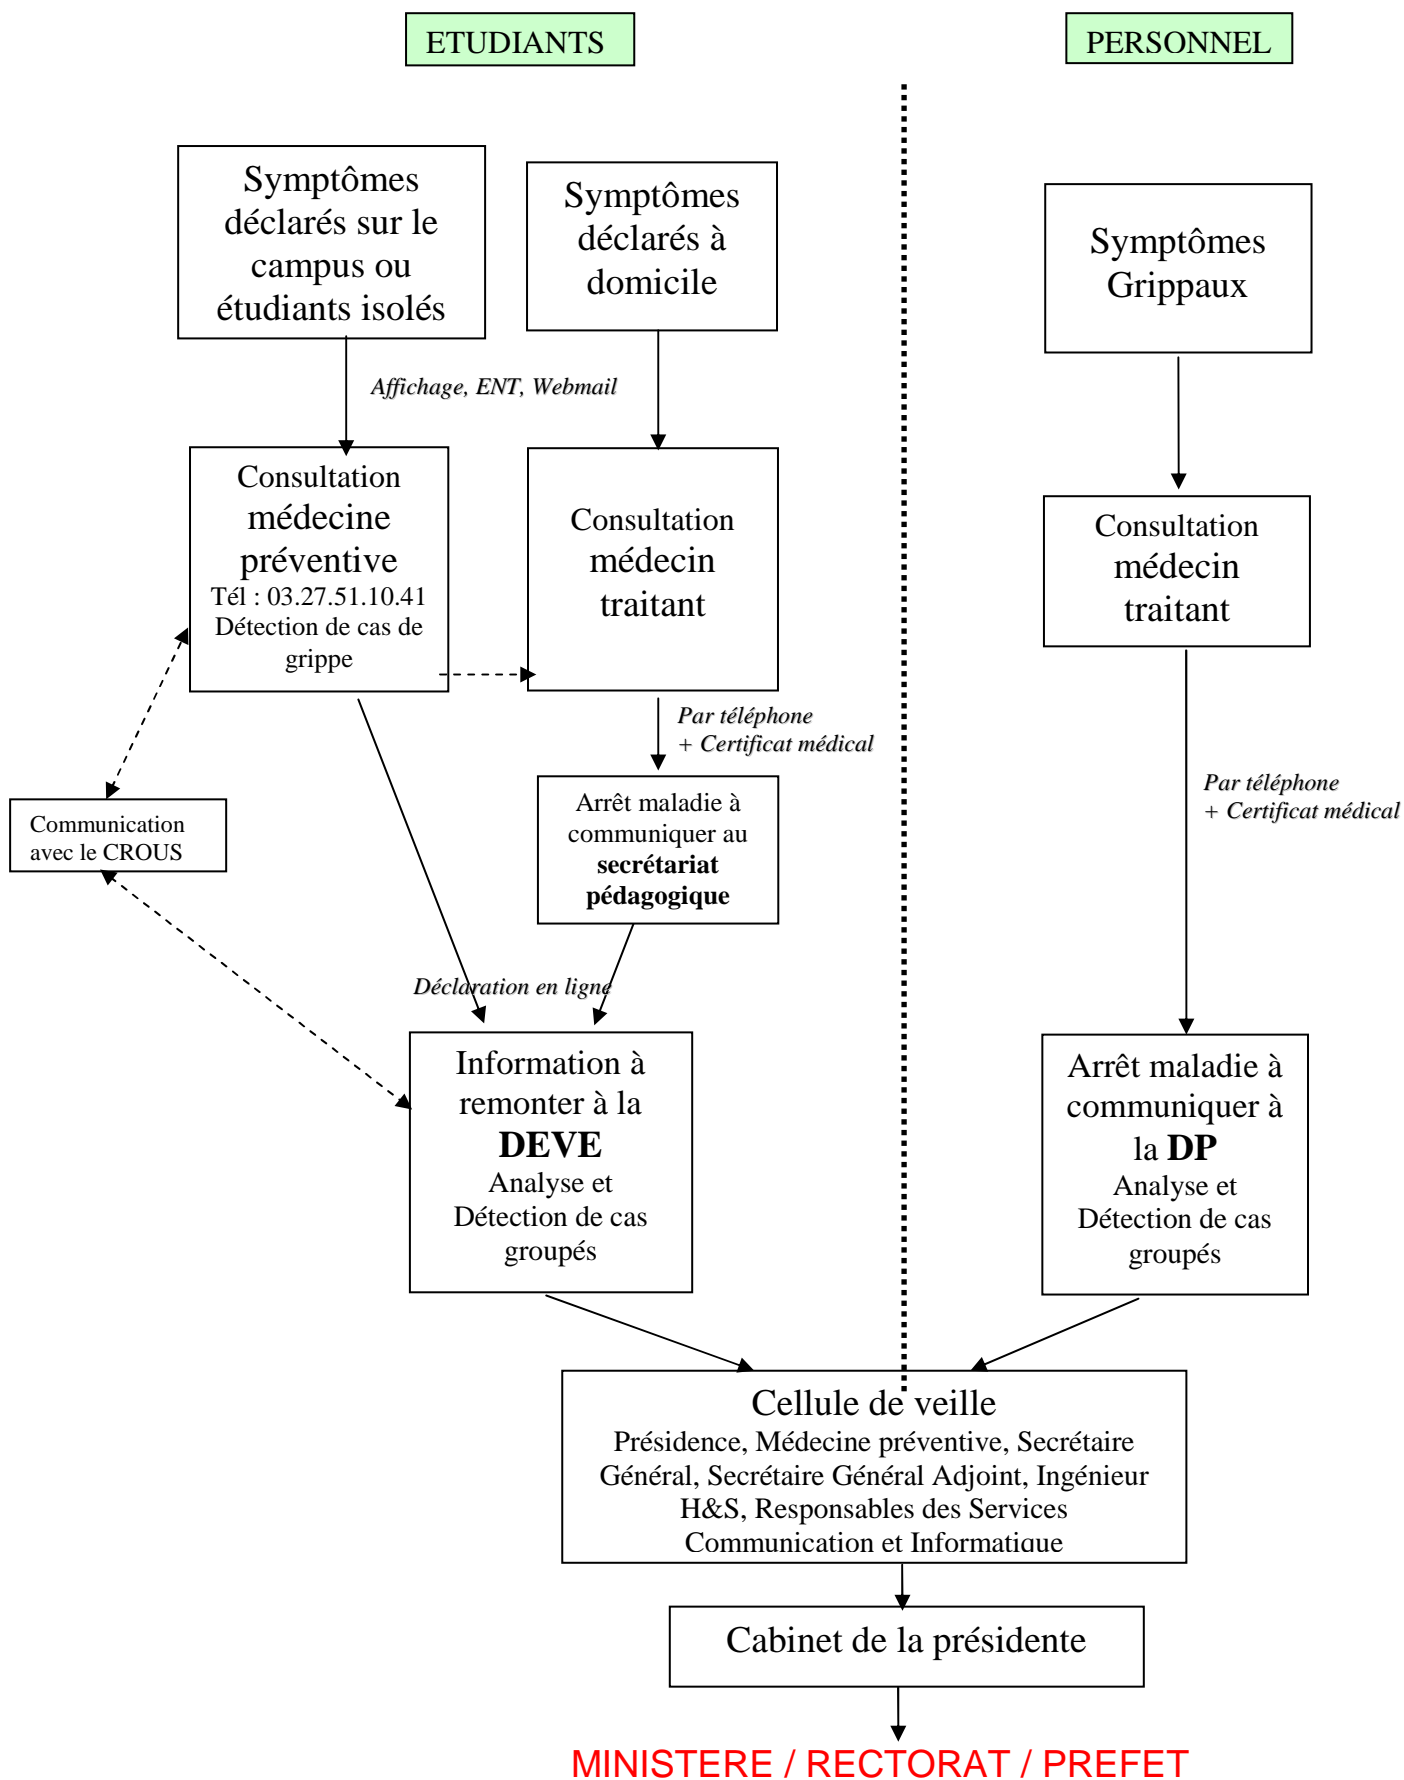 ETUDIANTS
PERSONNEL
Symptômes
déclarés sur le
campus ou
étudiants isolés
Symptômes
déclarés à
domicile
Symptômes
Grippaux
Affichage, ENT, Webmail
Consultation
médecine
préventive
Tél : 03.27.51.10.41
Détection de cas de
grippe
Consultation
médecin
traitant
Consultation
médecin
traitant
Par téléphone
+ Certificat médical
Par téléphone
+ Certificat médical
Communication
avec le CROUS
Arrêt maladie à
communiquer au
secrétariat
pédagogique
Déclaration en ligne
Information à
remonter à la
DEVE
Analyse et
Détection de cas
groupés
Arrêt maladie à
communiquer à
la DP
Analyse et
Détection de cas
groupés
Cellule de veille
Présidence, Médecine préventive, Secrétaire
Général, Secrétaire Général Adjoint, Ingénieur
H&S, Responsables des Services
Communication et Informatique
Cabinet de la présidente
MINISTERE / RECTORAT / PREFET